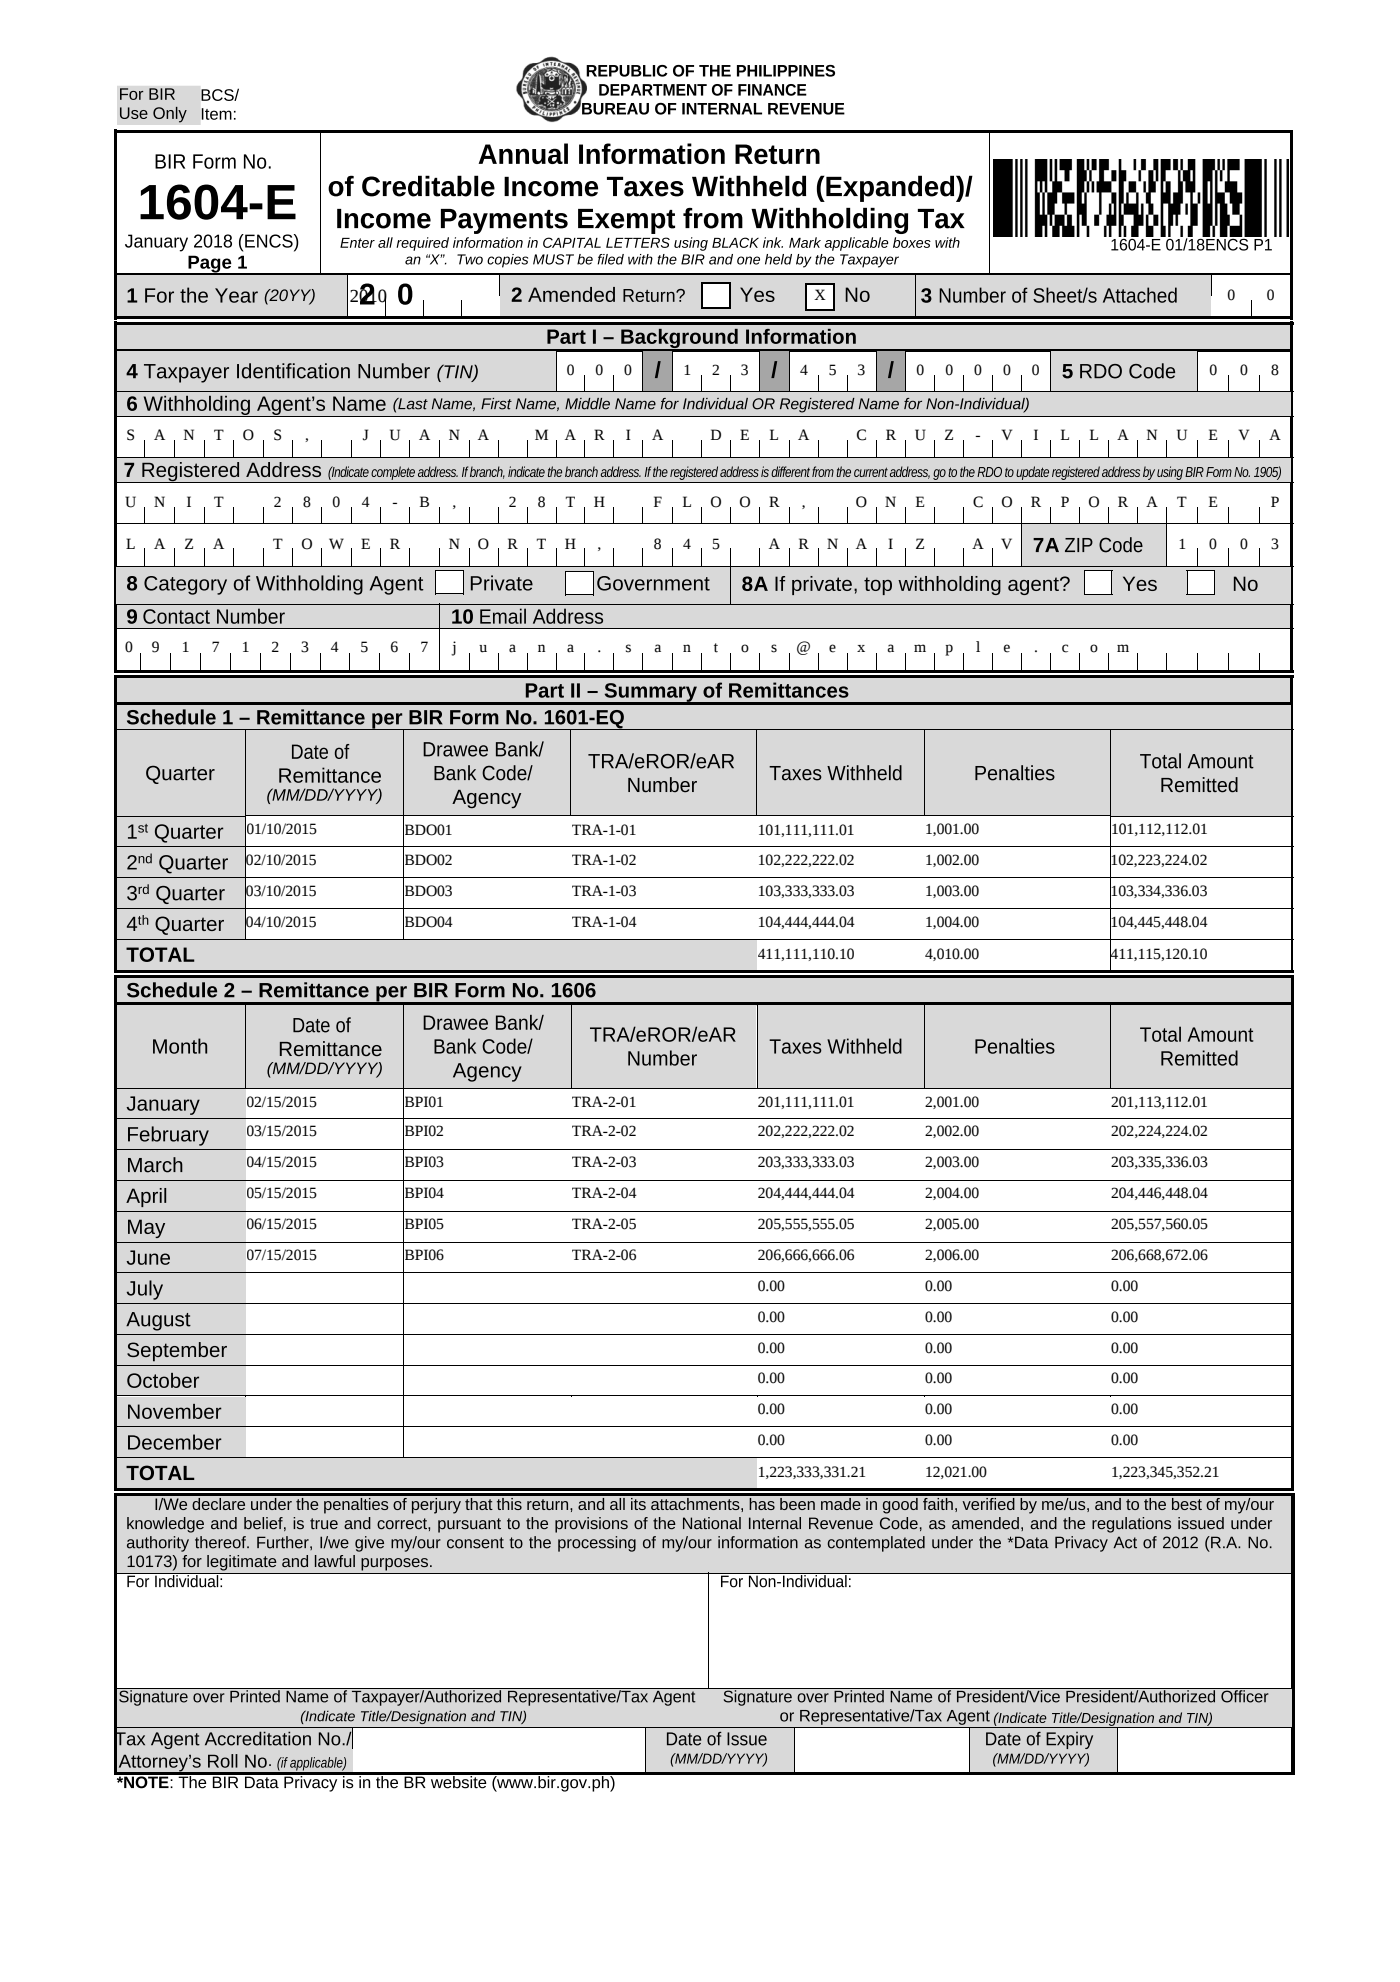 For BIR Use Only
BCS/ Item:
REPUBLIC OF THE PHILIPPINES
DEPARTMENT OF FINANCE
BUREAU OF INTERNAL REVENUE
BIR Form No.
1604-E
January 2018 (ENCS)
Page 1
Annual Information Return
of Creditable Income Taxes Withheld (Expanded)/
Income Payments Exempt from Withholding Tax
Enter all required information in CAPITAL LETTERS using BLACK ink. Mark applicable boxes with
an “X”. Two copies MUST be filed with the BIR and one held by the Taxpayer
1604-E 01/18ENCS P1
1 For the Year (20YY) 2 0 2 Amended Return? Yes X No 3 Number of Sheet/s Attached 0 0
Part I – Background Information
4 Taxpayer Identification Number (TIN) 0 0 0 / 1 2 3 / 4 5 3 / 0 0 0 0 0 5 RDO Code 0 0 8
6 Withholding Agent’s Name (Last Name, First Name, Middle Name for Individual OR Registered Name for Non-Individual)
SANTOS, JUANA MARIA DELA CRUZ-VILLANUEVA
7 Registered Address (Indicate complete address. If branch, indicate the branch address. If the registered address is different from the current address, go to the RDO to update registered address by using BIR Form No. 1905)
UNIT 2804-B, 28TH FLOOR, ONE CORPORATE P
LAZA TOWER NORTH, 845 ARNAIZ AV 7A ZIP Code 1 0 0 3
8 Category of Withholding Agent Private Government 8A If private, top withholding agent? Yes No
9 Contact Number 10 Email Address
09171234567 juana.santos@example.com
Part II – Summary of Remittances
Schedule 1 – Remittance per BIR Form No. 1601-EQ
Quarter Date of Remittance (MM/DD/YYYY) Drawee Bank/ Bank Code/ Agency TRA/eROR/eAR Number Taxes Withheld Penalties Total Amount Remitted
1st Quarter 01/10/2015 BDO01 TRA-1-01 101,111,111.01 1,001.00 101,112,112.01
2nd Quarter 02/10/2015 BDO02 TRA-1-02 102,222,222.02 1,002.00 102,223,224.02
3rd Quarter 03/10/2015 BDO03 TRA-1-03 103,333,333.03 1,003.00 103,334,336.03
4th Quarter 04/10/2015 BDO04 TRA-1-04 104,444,444.04 1,004.00 104,445,448.04
TOTAL 411,111,110.10 4,010.00 411,115,120.10
Schedule 2 – Remittance per BIR Form No. 1606
Month Date of Remittance (MM/DD/YYYY) Drawee Bank/ Bank Code/ Agency TRA/eROR/eAR Number Taxes Withheld Penalties Total Amount Remitted
January 02/15/2015 BPI01 TRA-2-01 201,111,111.01 2,001.00 201,113,112.01
February 03/15/2015 BPI02 TRA-2-02 202,222,222.02 2,002.00 202,224,224.02
March 04/15/2015 BPI03 TRA-2-03 203,333,333.03 2,003.00 203,335,336.03
April 05/15/2015 BPI04 TRA-2-04 204,444,444.04 2,004.00 204,446,448.04
May 06/15/2015 BPI05 TRA-2-05 205,555,555.05 2,005.00 205,557,560.05
June 07/15/2015 BPI06 TRA-2-06 206,666,666.06 2,006.00 206,668,672.06
July 0.00 0.00 0.00
August 0.00 0.00 0.00
September 0.00 0.00 0.00
October 0.00 0.00 0.00
November 0.00 0.00 0.00
December 0.00 0.00 0.00
TOTAL 1,223,333,331.21 12,021.00 1,223,345,352.21
I/We declare under the penalties of perjury that this return, and all its attachments, has been made in good faith, verified by me/us, and to the best of my/our
knowledge and belief, is true and correct, pursuant to the provisions of the National Internal Revenue Code, as amended, and the regulations issued under
authority thereof. Further, I/we give my/our consent to the processing of my/our information as contemplated under the *Data Privacy Act of 2012 (R.A. No.
10173) for legitimate and lawful purposes.
For Individual: For Non-Individual:
Signature over Printed Name of Taxpayer/Authorized Representative/Tax Agent
(Indicate Title/Designation and TIN)
Signature over Printed Name of President/Vice President/Authorized Officer
or Representative/Tax Agent (Indicate Title/Designation and TIN)
Tax Agent Accreditation No./
Attorney’s Roll No. (if applicable)
Date of Issue
(MM/DD/YYYY)
Date of Expiry
(MM/DD/YYYY)
*NOTE: The BIR Data Privacy is in the BR website (www.bir.gov.ph)